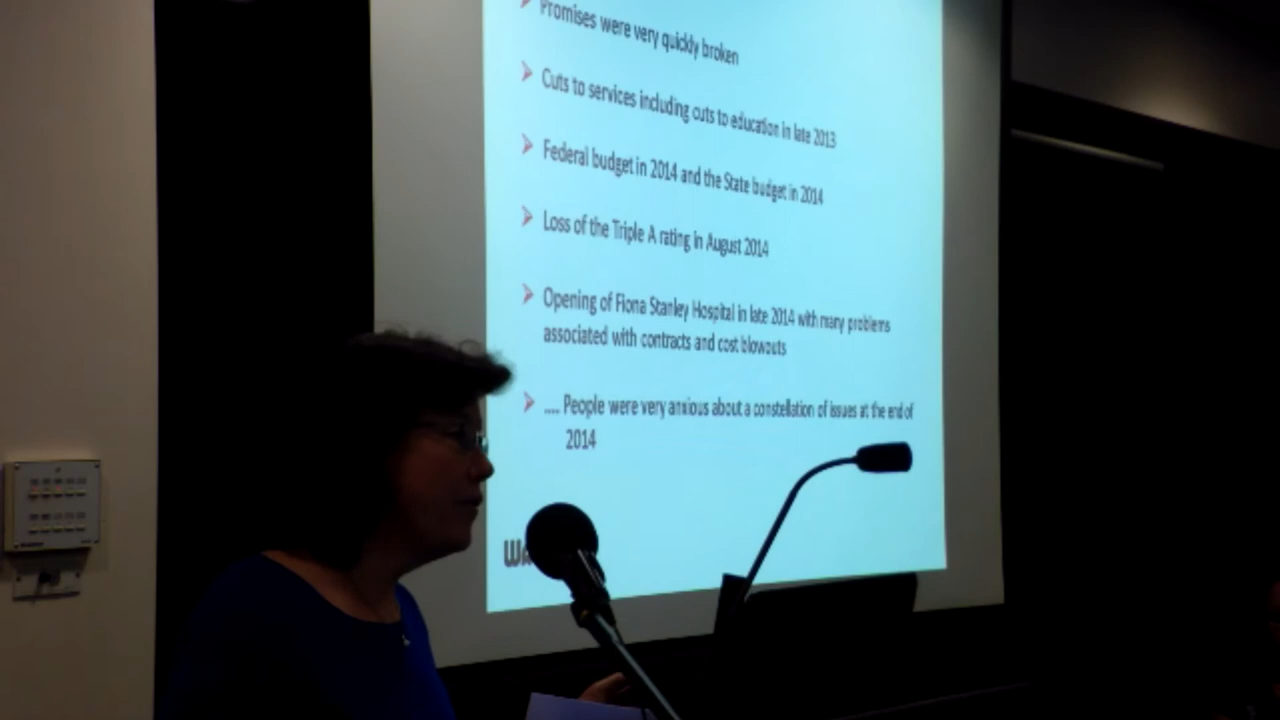 Promises were very quickly broken
Cuts to services including cuts to education in late 2013
Federal budget in 2014 and the State budget in 2014
Loss of the Triple A rating in August 2014
Opening of Fiona Stanley Hospital in late 2014 with many problems
associated with contracts and cost blowouts
.... People were very anxious about a constellation of issues at the end of
2014